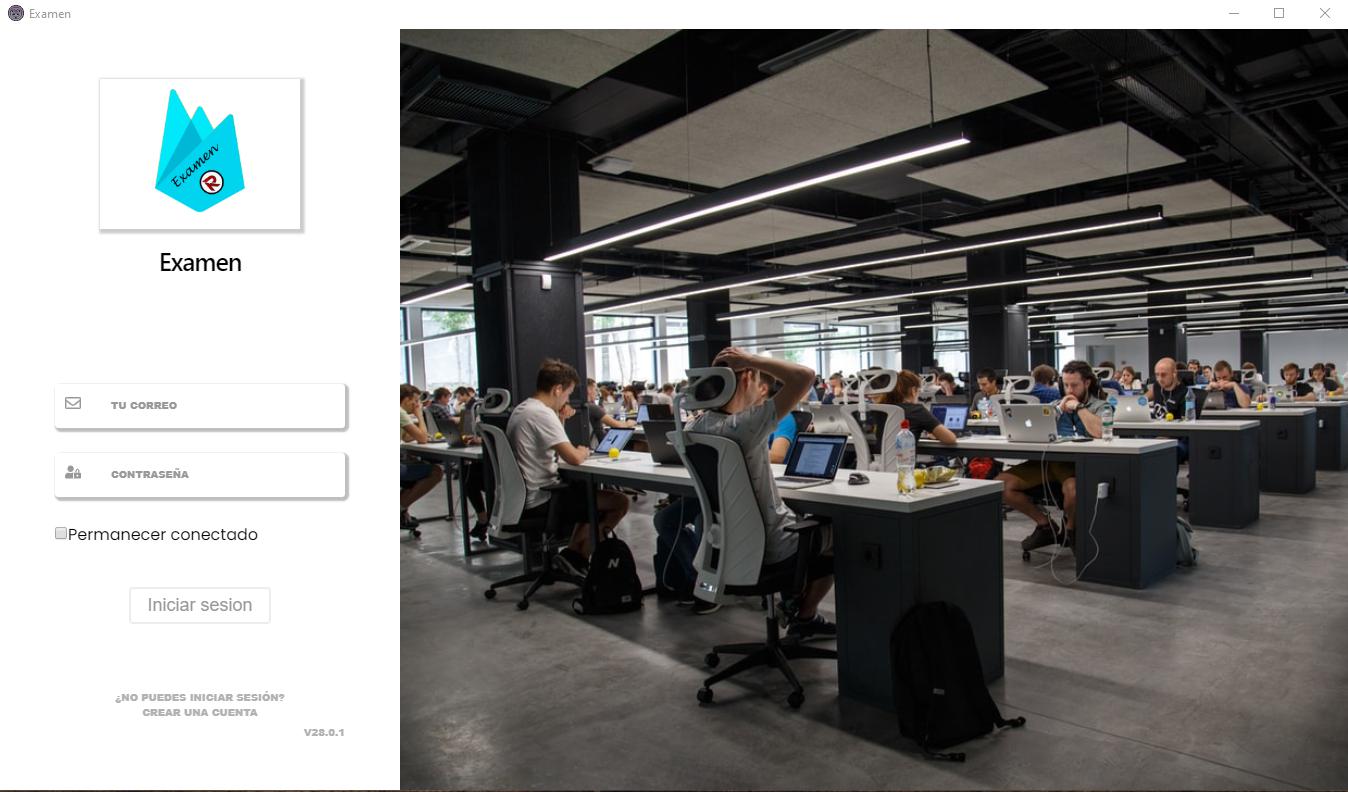 Examen
Examen
R
Examen
TU CORREO
CONTRASEÑA
Permanecer conectado
Iniciar sesion
¿NO PUEDES INICIAR SESIÓN?
CREAR UNA CUENTA
V28.0.1
N